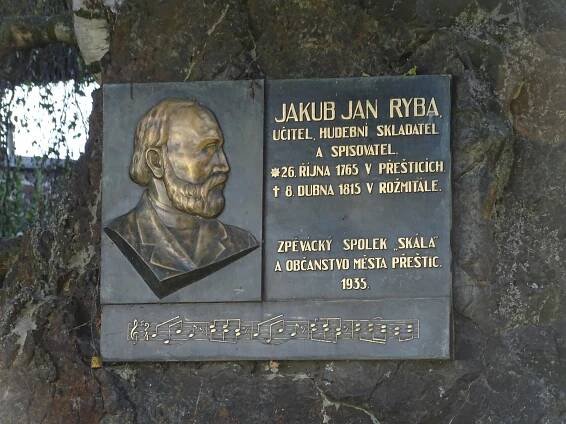 JAKUB JAN RYBA,
UČITEL, HUDEBNÍ SKLADATEL
A SPISOVATEL.
* 26. ŘÍJNA 1765 V PŘEŠTICÍCH.
† 8. DUBNA 1815 V ROŽMITÁLE.
ZPĚVÁCKÝ SPOLEK „SKÁLA"
A OBČANSTVO MĚSTA PŘEŠTIC.
1935.